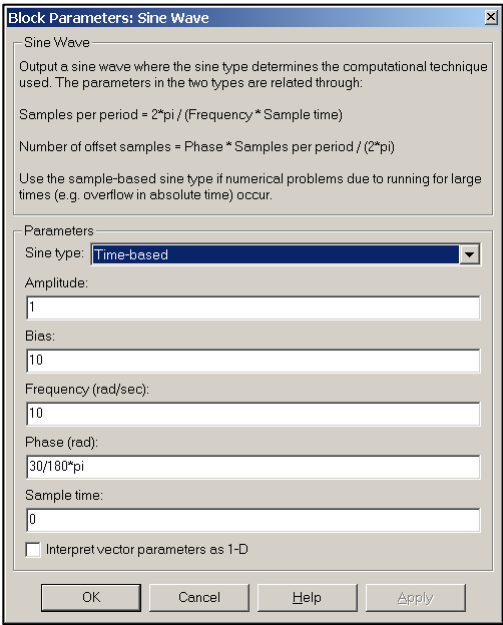 Block Parameters: Sine Wave
Sine Wave
Output a sine wave where the sine type determines the computational technique
used. The parameters in the two types are related through:
Samples per period = 2*pi / (Frequency * Sample time)
Number of offset samples = Phase * Samples per period / (2*pi)
Use the sample-based sine type if numerical problems due to running for large
times (e.g. overflow in absolute time) occur.
Parameters
Sine type: Time-based
Amplitude:
1
Bias:
10
Frequency (rad/sec):
10
Phase (rad):
30/180*pi
Sample time:
0
Interpret vector parameters as 1-D
OK Cancel Help Apply